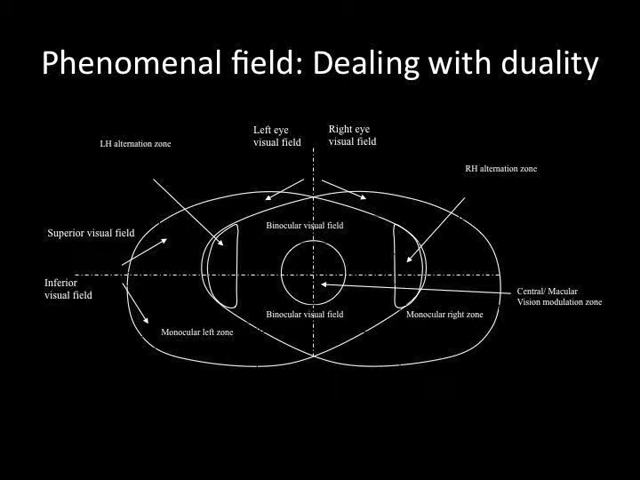 Phenomenal field: Dealing with duality
Left eye
visual field
Right eye
visual field
LH alternation zone
RH alternation zone
Superior visual field
Binocular visual field
Inferior
visual field
Central/ Macular
Vision modulation zone
Binocular visual field
Monocular right zone
Monocular left zone